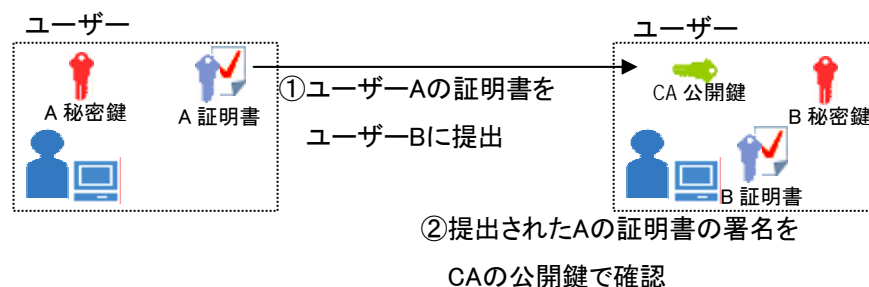 ユーザー
A 秘密鍵
A 証明書
①ユーザーAの証明書を
ユーザーBに提出
ユーザー
CA 公開鍵
B 秘密鍵
B 証明書
②提出されたAの証明書の署名を
CAの公開鍵で確認